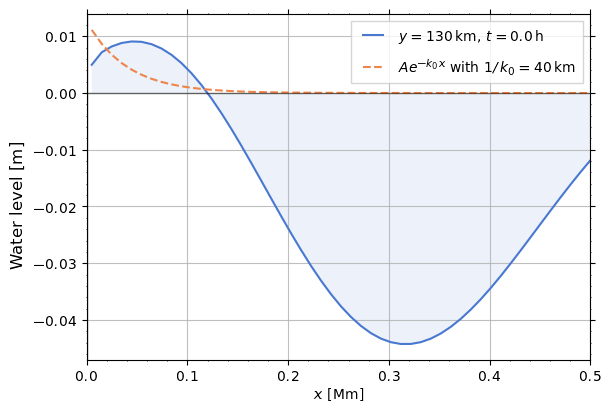 y = 130 km, t = 0.0 h
Ae^{-k_0 x} with 1/k_0 = 40 km
Water level [m]
0.01
0.00
−0.01
−0.02
−0.03
−0.04
0.0 0.1 0.2 0.3 0.4 0.5
x [Mm]